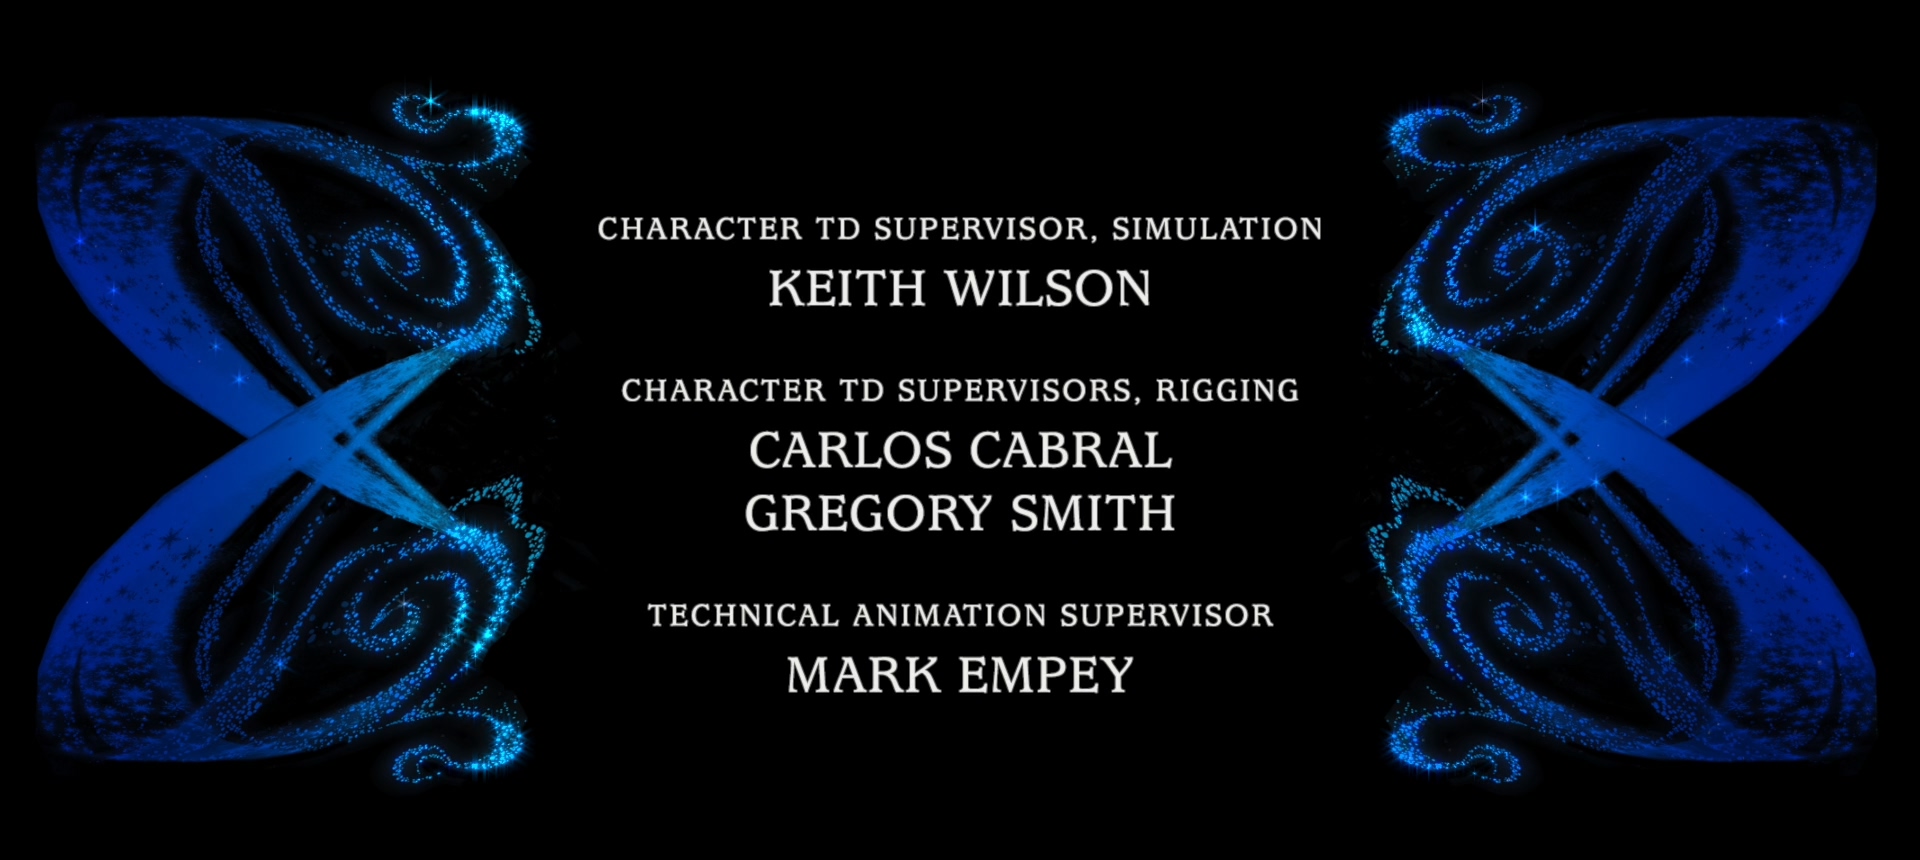 CHARACTER TD SUPERVISOR, SIMULATION
KEITH WILSON
CHARACTER TD SUPERVISORS, RIGGING
CARLOS CABRAL
GREGORY SMITH
TECHNICAL ANIMATION SUPERVISOR
MARK EMPEY